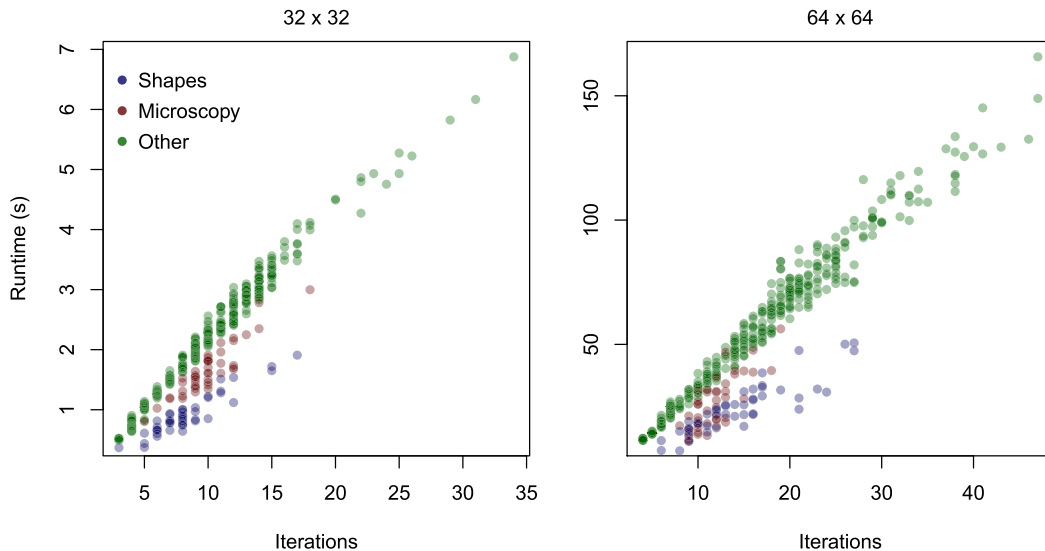 32 x 32
64 x 64
Runtime (s)
7
6
5
4
3
2
1
Shapes
Microscopy
Other
150
100
50
5 10 15 20 25 30 35
10 20 30 40
Iterations
Iterations